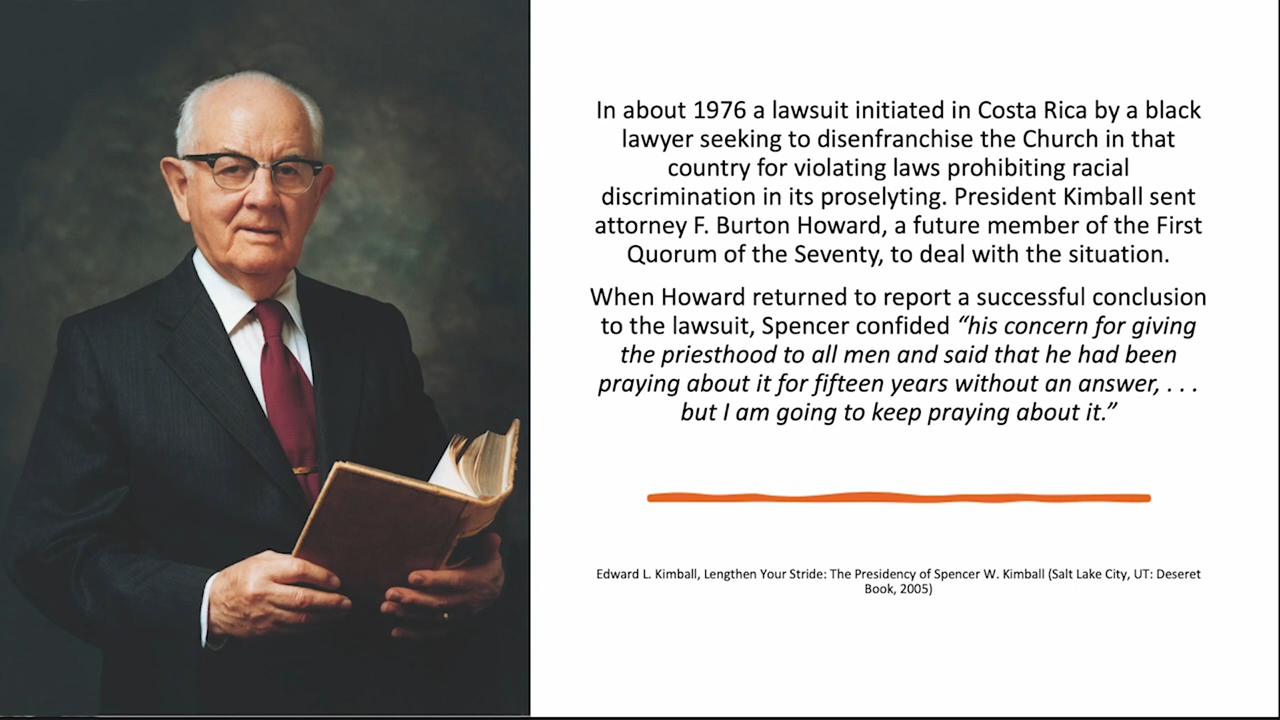 In about 1976 a lawsuit initiated in Costa Rica by a black
lawyer seeking to disenfranchise the Church in that
country for violating laws prohibiting racial
discrimination in its proselyting. President Kimball sent
attorney F. Burton Howard, a future member of the First
Quorum of the Seventy, to deal with the situation.
When Howard returned to report a successful conclusion
to the lawsuit, Spencer confided “his concern for giving
the priesthood to all men and said that he had been
praying about it for fifteen years without an answer, . . .
but I am going to keep praying about it.”
Edward L. Kimball, Lengthen Your Stride: The Presidency of Spencer W. Kimball (Salt Lake City, UT: Deseret
Book, 2005)